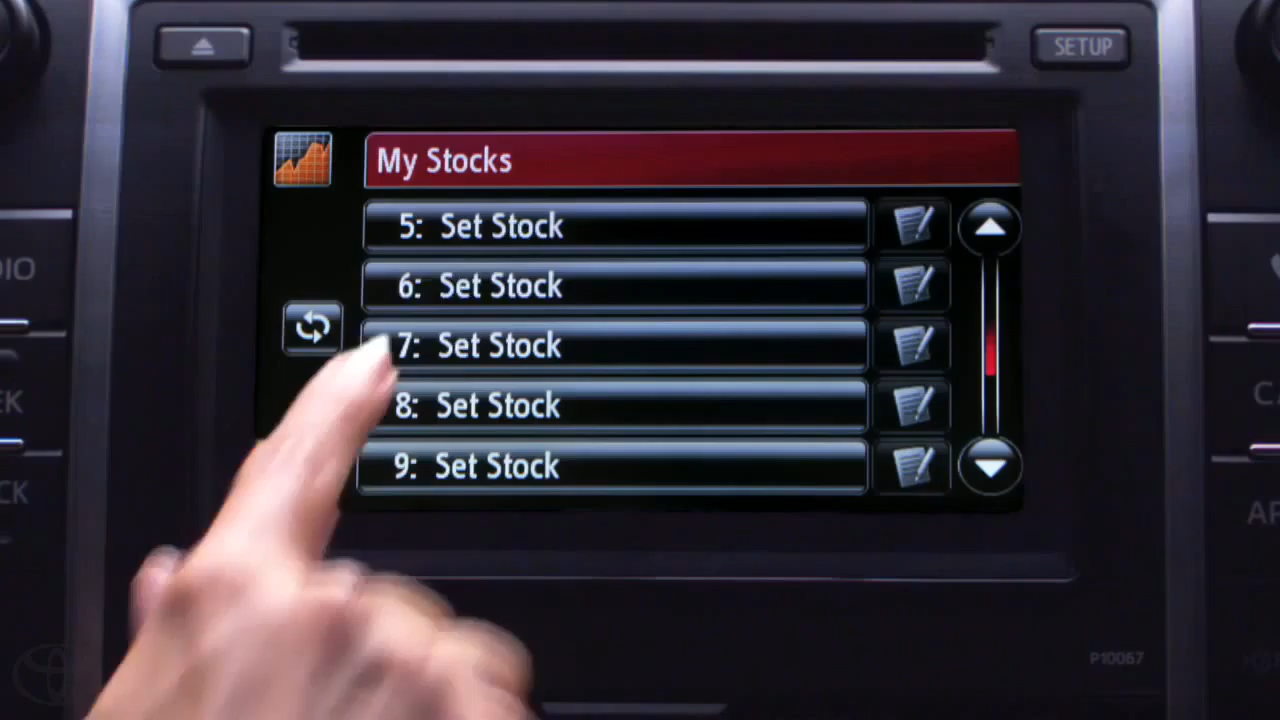 SETUP
My Stocks
5: Set Stock
6: Set Stock
7: Set Stock
8: Set Stock
9: Set Stock
P10067